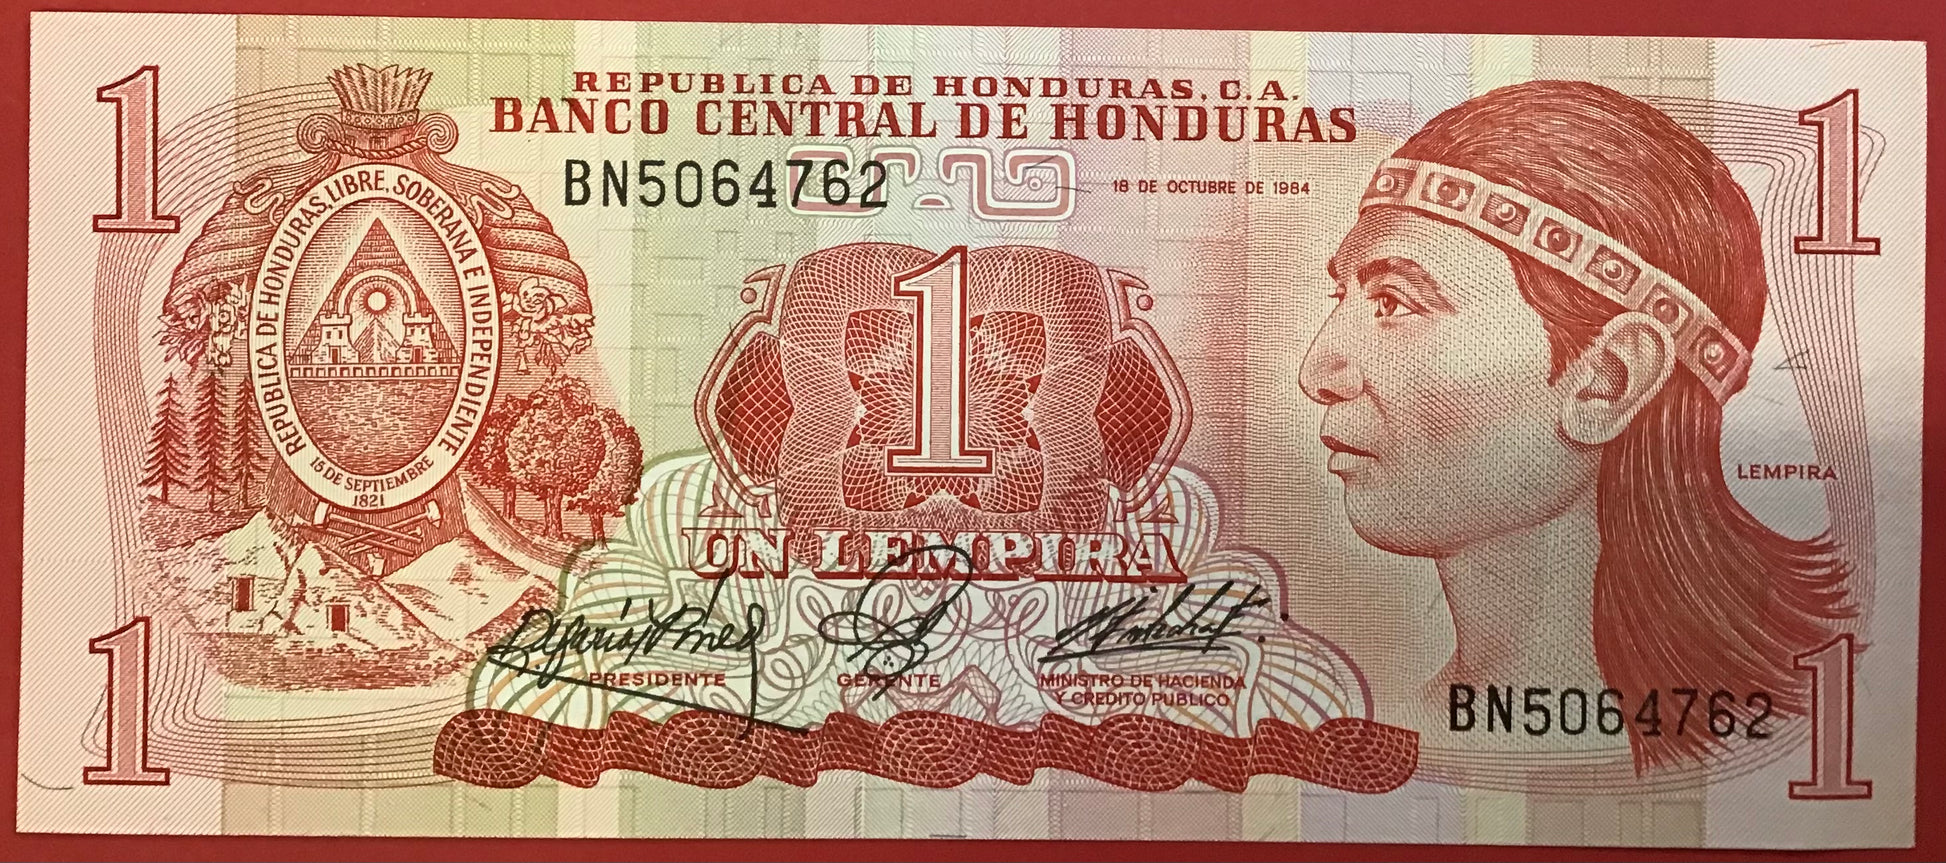 1
1
REPUBLICA DE HONDURAS, C.A.
BANCO CENTRAL DE HONDURAS
BN5064762
18 DE OCTUBRE DE 1984
REPUBLICA DE HONDURAS, LIBRE, SOBERANA E INDEPENDIENTE
15 DE SEPTIEMBRE
1821
1
LEMPIRA
UN LEMPIRA
PRESIDENTE
GERENTE
MINISTRO DE HACIENDA
Y CREDITO PUBLICO
BN5064762
1
1